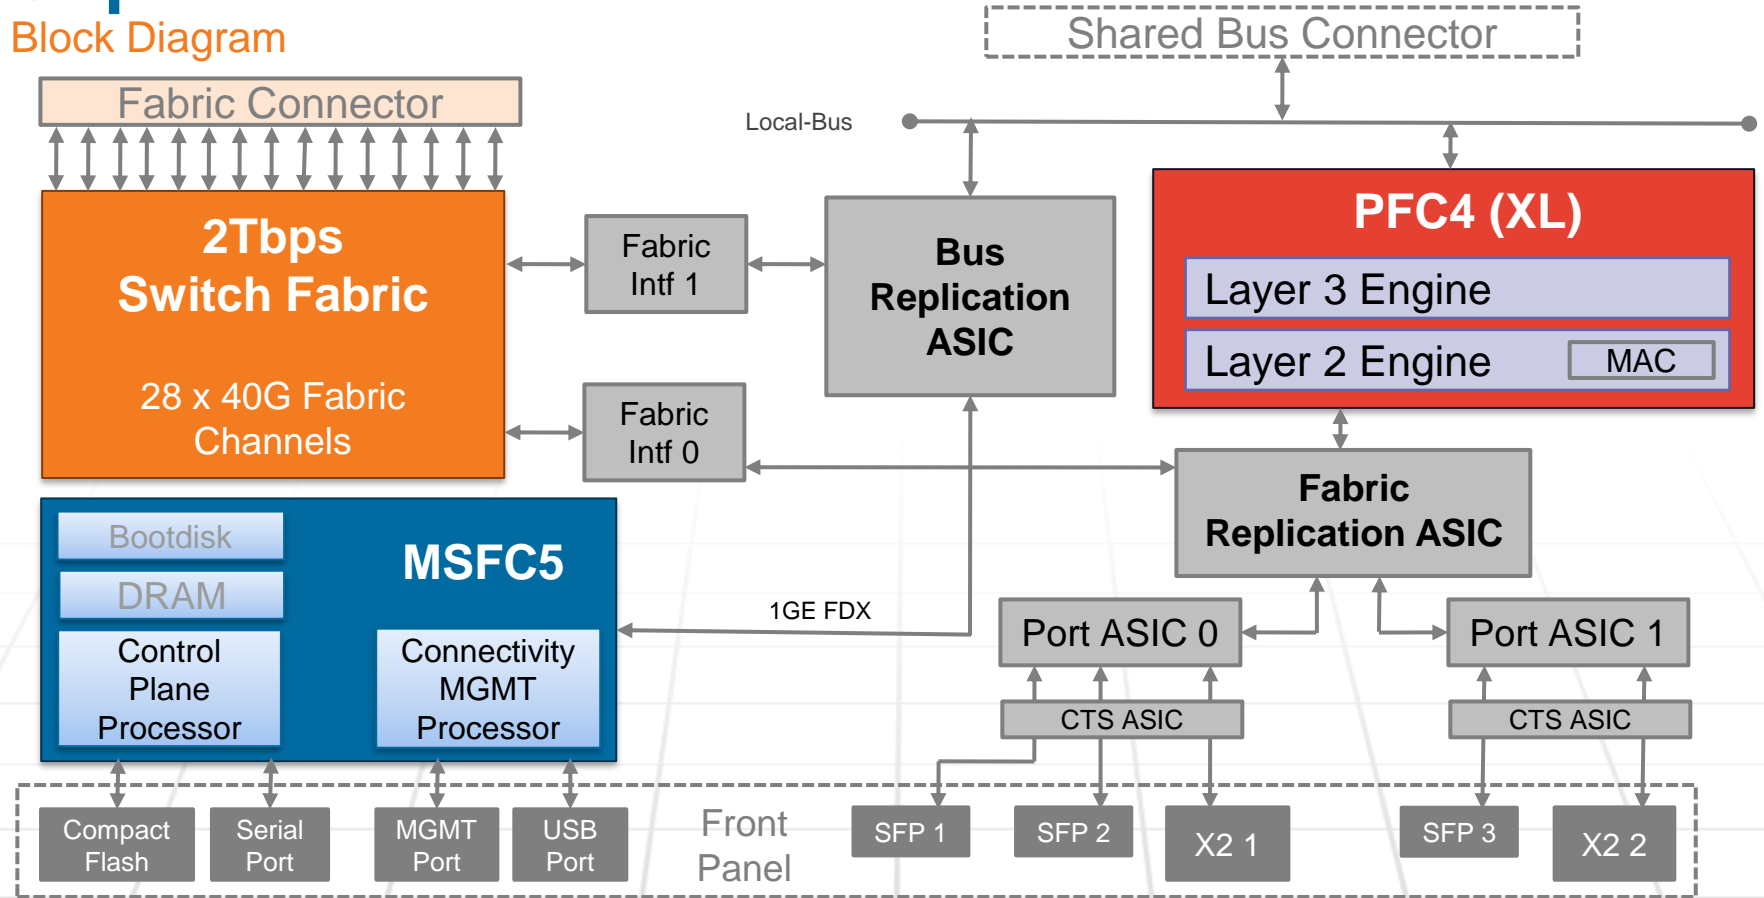 Block Diagram
Shared Bus Connector
Fabric Connector
Local-Bus
2Tbps
Switch Fabric
28 x 40G Fabric
Channels
Fabric
Intf 1
Bus
Replication
ASIC
PFC4 (XL)
Layer 3 Engine
Layer 2 Engine
MAC
Fabric
Intf 0
Fabric
Replication ASIC
Bootdisk
DRAM
MSFC5
Control
Plane
Processor
Connectivity
MGMT
Processor
1GE FDX
Port ASIC 0
Port ASIC 1
CTS ASIC
CTS ASIC
Compact
Flash
Serial
Port
MGMT
Port
USB
Port
Front
Panel
SFP 1
SFP 2
X2 1
SFP 3
X2 2